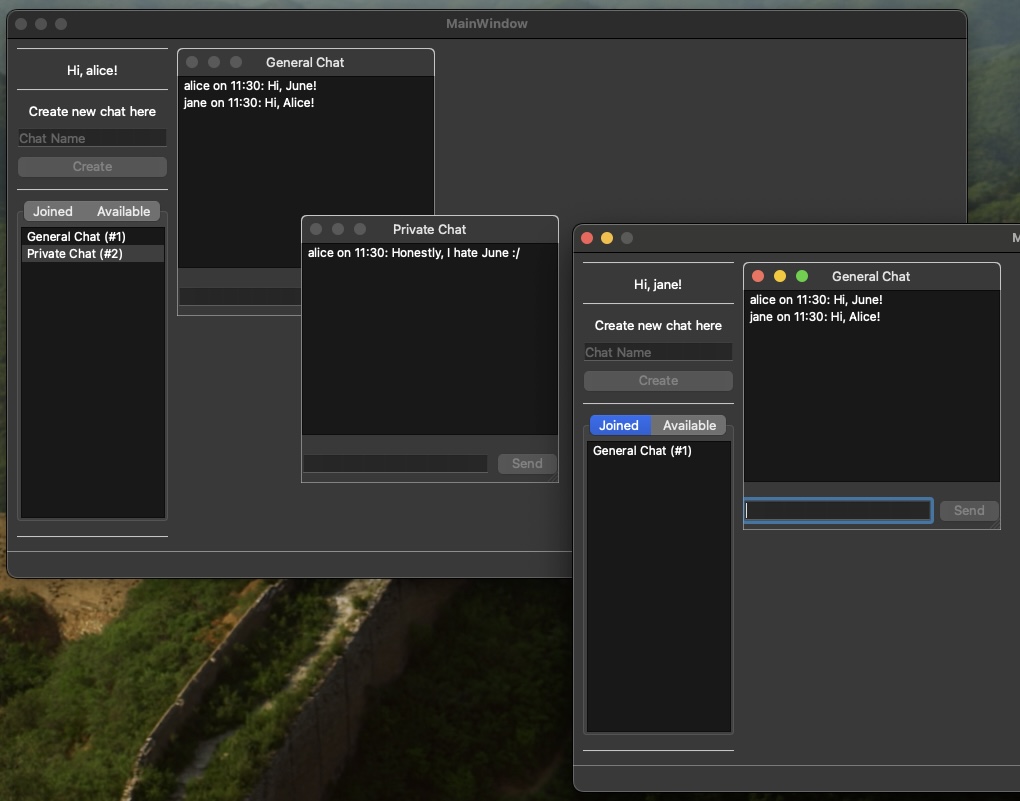 MainWindow
Hi, alice!
Create new chat here
Chat Name
Create
Joined Available
General Chat (#1)
Private Chat (#2)
General Chat
alice on 11:30: Hi, June!
jane on 11:30: Hi, Alice!
Private Chat
alice on 11:30: Honestly, I hate June :/
Send
M
Hi, jane!
Create new chat here
Chat Name
Create
Joined Available
General Chat (#1)
General Chat
alice on 11:30: Hi, June!
jane on 11:30: Hi, Alice!
Send